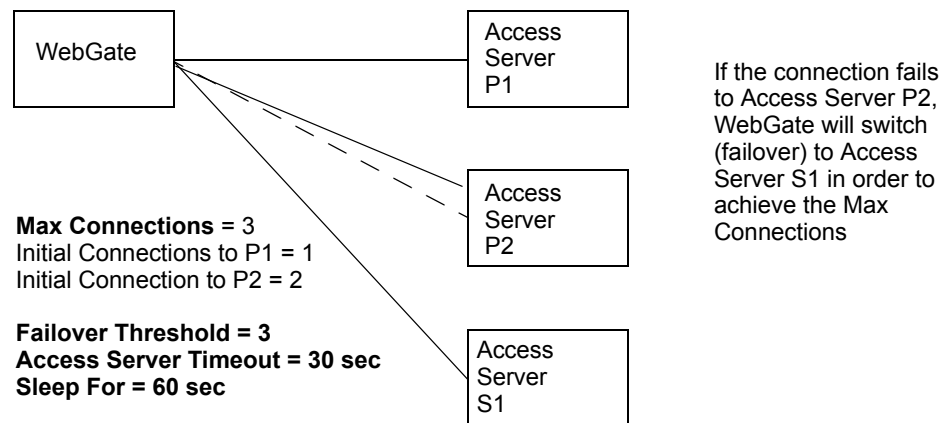 WebGate
Access
Server
P1
If the connection fails
to Access Server P2,
WebGate will switch
(failover) to Access
Server S1 in order to
achieve the Max
Connections
Access
Server
P2
Max Connections = 3
Initial Connections to P1 = 1
Initial Connection to P2 = 2
Failover Threshold = 3
Access Server Timeout = 30 sec
Sleep For = 60 sec
Access
Server
S1